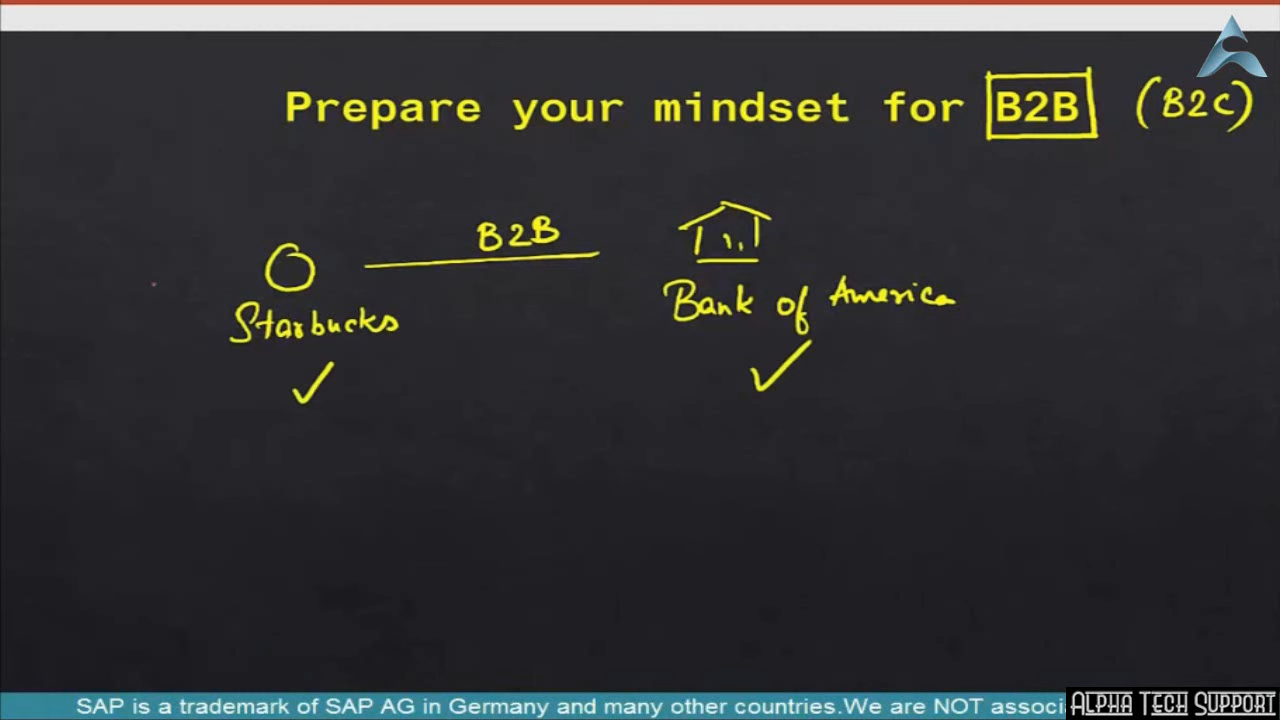 Prepare your mindset for B2B (B2C)
B2B
Starbucks
Bank of America
SAP is a trademark of SAP AG in Germany and many other countries.We are NOT associ
Alpha Tech Support